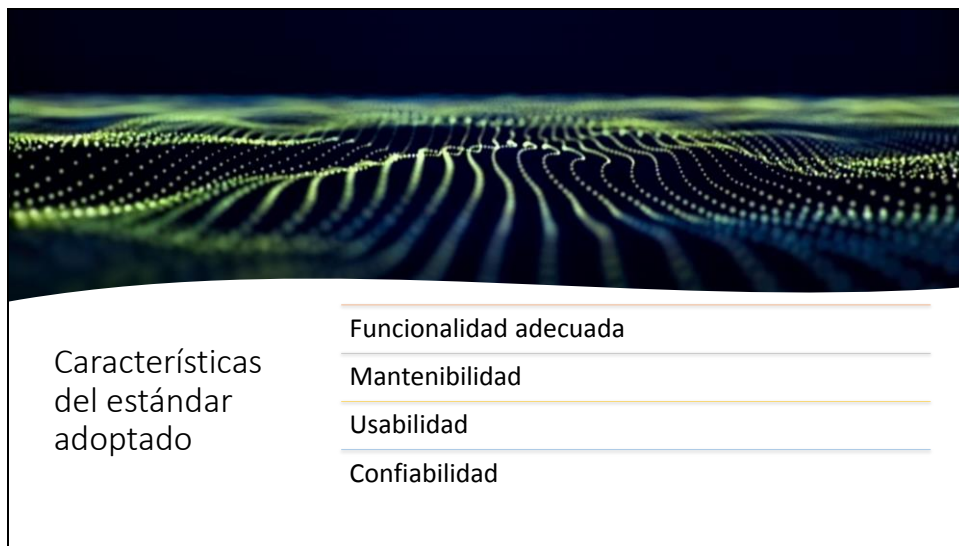 Características
del estándar
adoptado
Funcionalidad adecuada
Mantenibilidad
Usabilidad
Confiabilidad